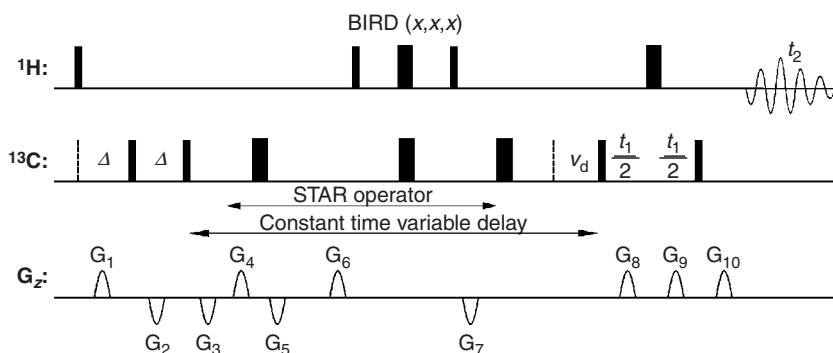 BIRD (x,x,x)
¹H:
t₂
¹³C:
Δ Δ
v_d
t₁/2 t₁/2
STAR operator
Constant time variable delay
G_z:
G₁ G₄ G₆ G₈ G₉ G₁₀
G₂ G₃ G₅ G₇